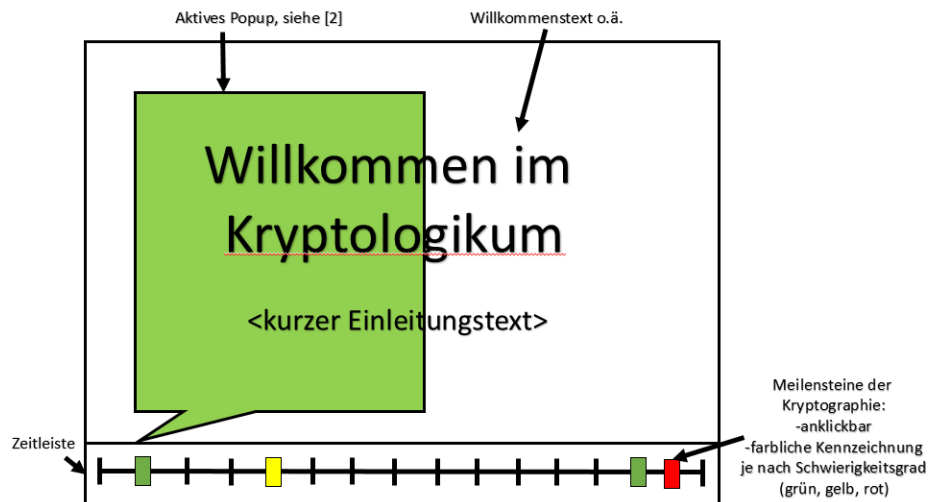 Aktives Popup, siehe [2]
Willkommenstext o.ä.
Willkommen im
Kryptologikum
<kurzer Einleitungstext>
Zeitleiste
Meilensteine der
Kryptographie:
-anklickbar
-farbliche Kennzeichnung
je nach Schwierigkeitsgrad
(grün, gelb, rot)